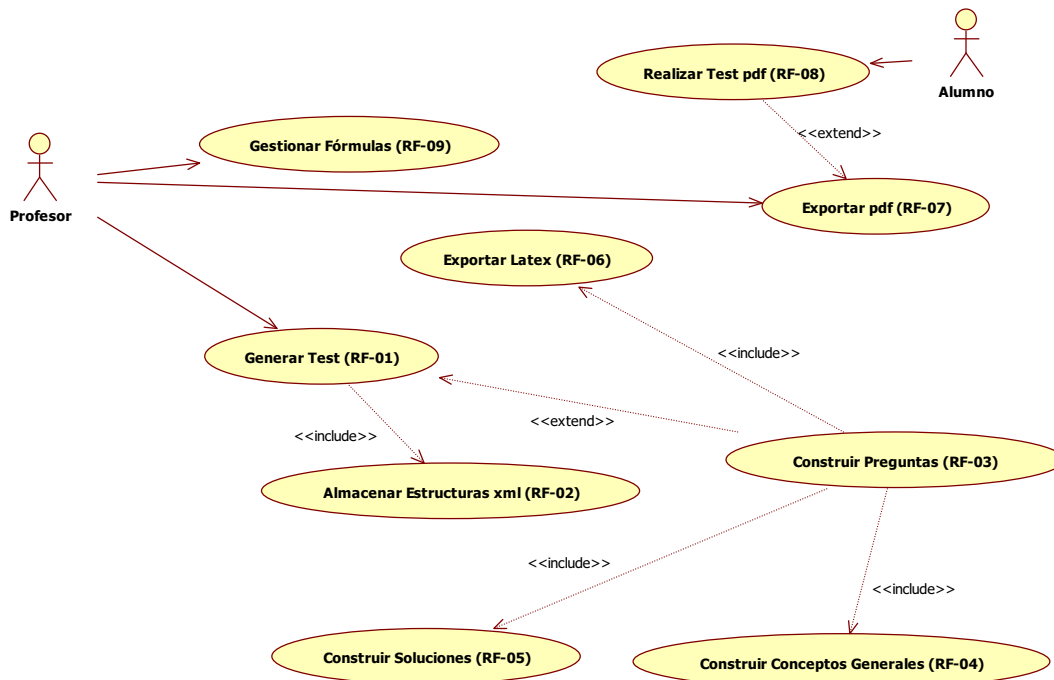 Realizar Test pdf (RF-08)
Alumno
<<extend>>
Gestionar Fórmulas (RF-09)
Profesor
Exportar pdf (RF-07)
Exportar Latex (RF-06)
Generar Test (RF-01)
<<include>>
<<extend>>
<<include>>
Construir Preguntas (RF-03)
Almacenar Estructuras xml (RF-02)
<<include>>
<<include>>
Construir Soluciones (RF-05)
Construir Conceptos Generales (RF-04)